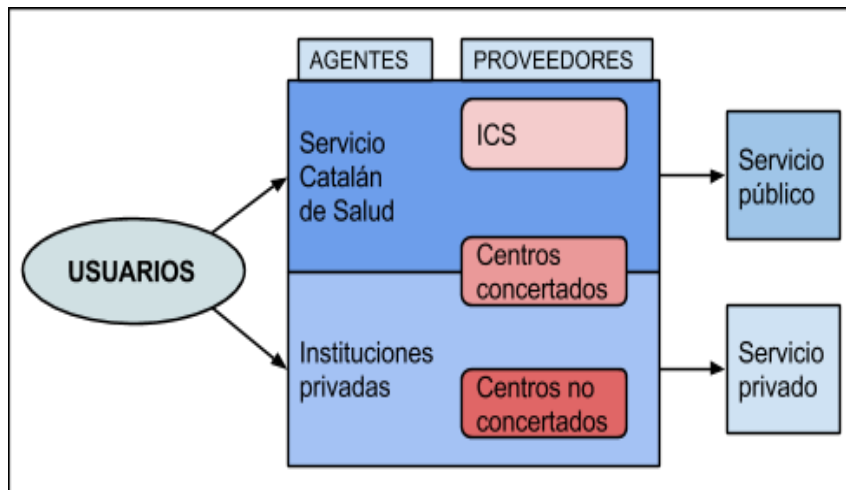 AGENTES
PROVEEDORES
Servicio
Catalán
de Salud
ICS
Centros
concertados
Servicio
público
USUARIOS
Instituciones
privadas
Centros no
concertados
Servicio
privado